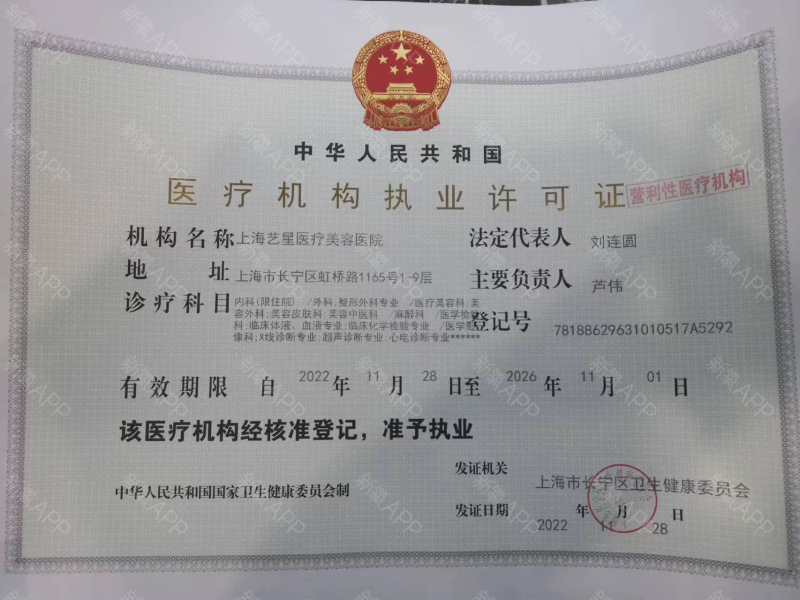 中华人民共和国
医疗机构执业许可证
营利性医疗机构
机构名称 上海艺星医疗美容医院 法定代表人 刘连圆
地 址 上海市长宁区虹桥路1165号1-9层 主要负责人 芦伟
诊疗科目 内科(限住院) /外科;整形外科专业 /医疗美容科;美
容外科;美容皮肤科;美容中医科 /麻醉科 /医学检验
科;临床体液、血液专业;临床化学检验专业 /医学影
像科;X线诊断专业;超声诊断专业;心电诊断专业******
登记号 78188629631010517A5292
有效期限 自 2022 年 11 月 28 日至 2026 年 11 月 01 日
该医疗机构经核准登记，准予执业
中华人民共和国国家卫生健康委员会制
发证机关 上海市长宁区卫生健康委员会
发证日期 2022 年 11 月 28 日
新氧APP